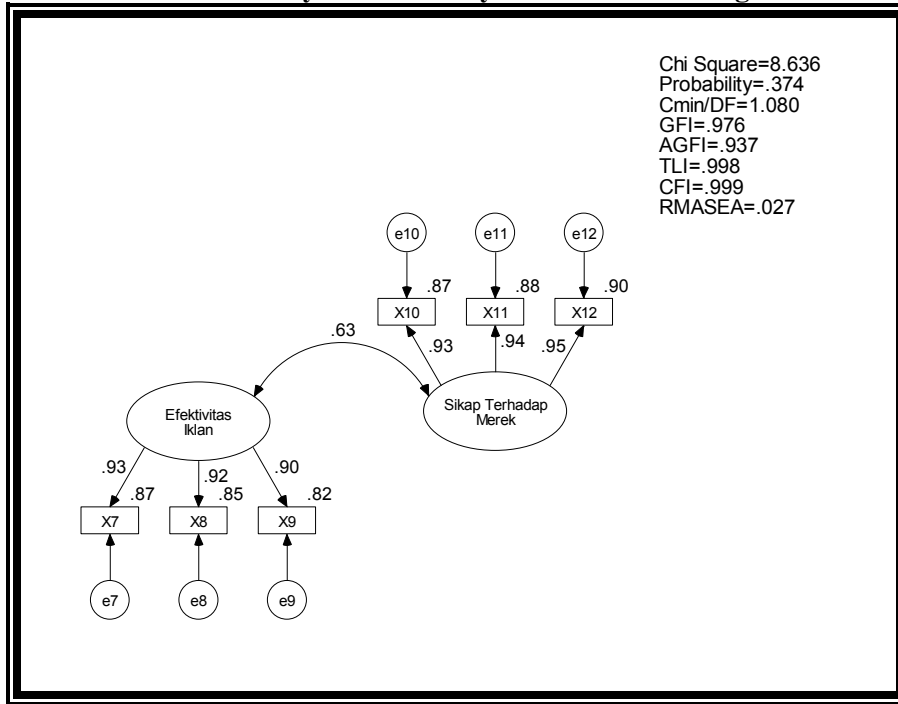 Chi Square=8.636
Probability=.374
Cmin/DF=1.080
GFI=.976
AGFI=.937
TLI=.998
CFI=.999
RMASEA=.027
e10
e11
e12
.87
.88
.90
X10
X11
X12
.63
.93
.94
.95
Efektivitas
Iklan
Sikap Terhadap
Merek
.93
.92
.90
.87
.85
.82
X7
X8
X9
e7
e8
e9